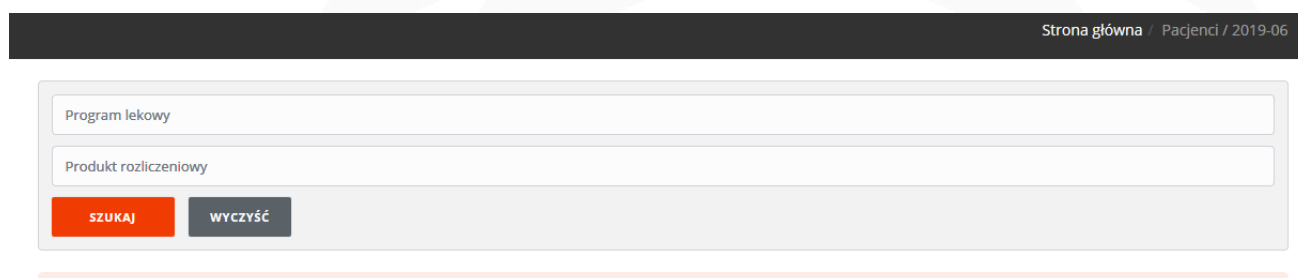 Strona główna / Pacjenci / 2019-06
Program lekowy
Produkt rozliczeniowy
SZUKAJ WYCZYŚĆ